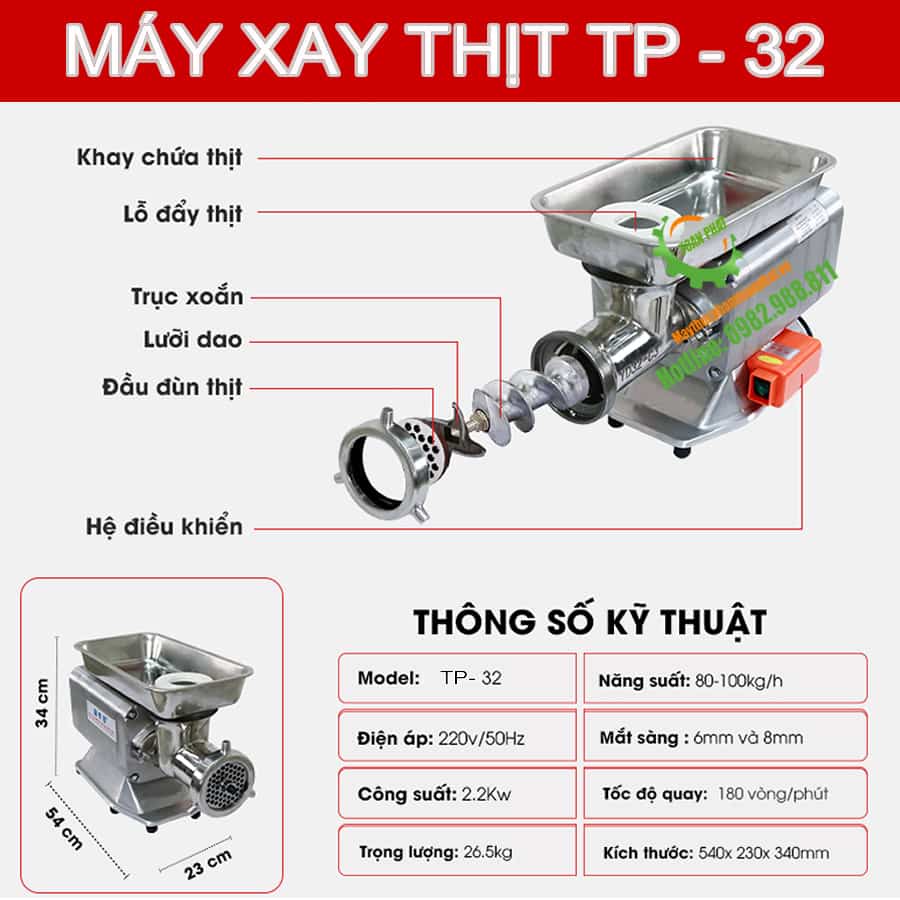 MÁY XAY THỊT TP - 32
Khay chứa thịt
Lỗ đẩy thịt
Trục xoắn
Lưỡi dao
Đầu đùn thịt
Hệ điều khiển
TOÀN PHÁT
Hotline: 0982.988.811
34 cm
54 cm
23 cm
THÔNG SỐ KỸ THUẬT
Model: TP- 32
Năng suất: 80-100kg/h
Điện áp: 220v/50Hz
Mắt sàng : 6mm và 8mm
Công suất: 2.2Kw
Tốc độ quay: 180 vòng/phút
Trọng lượng: 26.5kg
Kích thước: 540x 230x 340mm